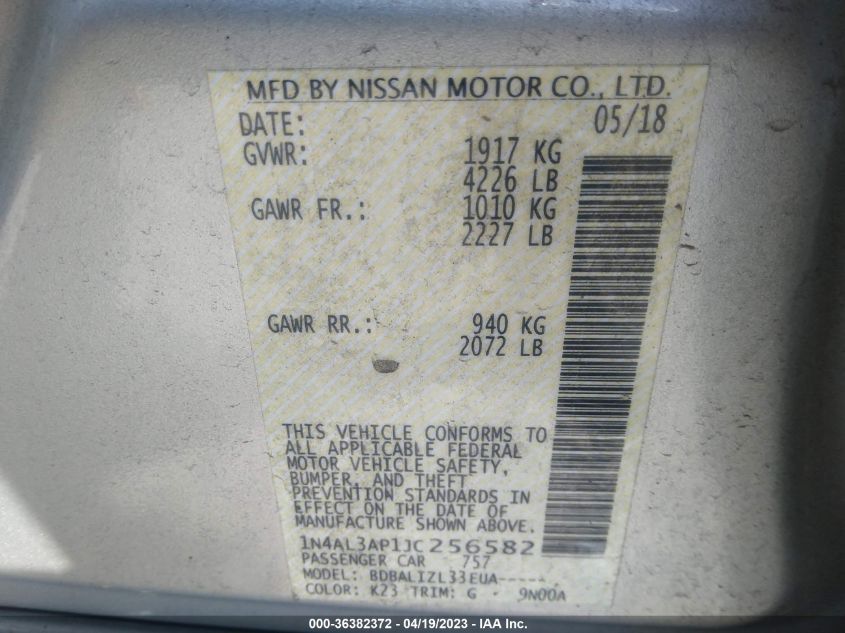 MFD BY NISSAN MOTOR CO., LTD.
DATE: 05/18
GVWR: 1917 KG
4226 LB
GAWR FR.: 1010 KG
2227 LB
GAWR RR.: 940 KG
2072 LB
THIS VEHICLE CONFORMS TO
ALL APPLICABLE FEDERAL
MOTOR VEHICLE SAFETY,
BUMPER, AND THEFT
PREVENTION STANDARDS IN
EFFECT ON THE DATE OF
MANUFACTURE SHOWN ABOVE.
1N4AL3AP1JC256582
PASSENGER CAR 757
MODEL: BDBALIZL33EUA-----
COLOR: K23 TRIM: G - 9N00A
000-36382372 - 04/19/2023 - IAA Inc.